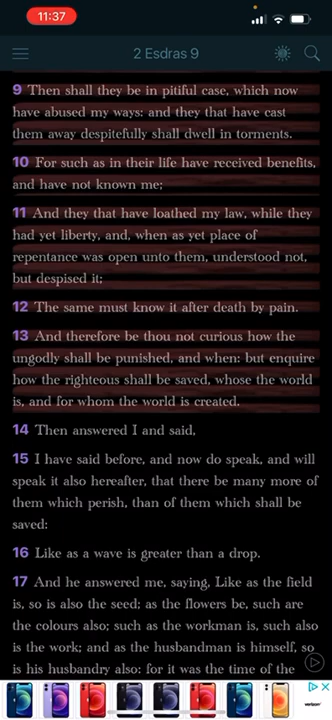 11:37
2 Esdras 9
9 Then shall they be in pitiful case, which now
have abused my ways: and they that have cast
them away despitefully shall dwell in torments.
10 For such as in their life have received benefits,
and have not known me;
11 And they that have loathed my law, while they
had yet liberty, and, when as yet place of
repentance was open unto them, understood not,
but despised it;
12 The same must know it after death by pain.
13 And therefore be thou not curious how the
ungodly shall be punished, and when: but enquire
how the righteous shall be saved, whose the world
is, and for whom the world is created.
14 Then answered I and said,
15 I have said before, and now do speak, and will
speak it also hereafter, that there be many more of
them which perish, than of them which shall be
saved:
16 Like as a wave is greater than a drop.
17 And he answered me, saying, Like as the field
is, so is also the seed; as the flowers be, such are
the colours also; such as the workman is, such also
is the work; and as the husbandman is himself, so
is his husbandry also: for it was the time of the
verizon